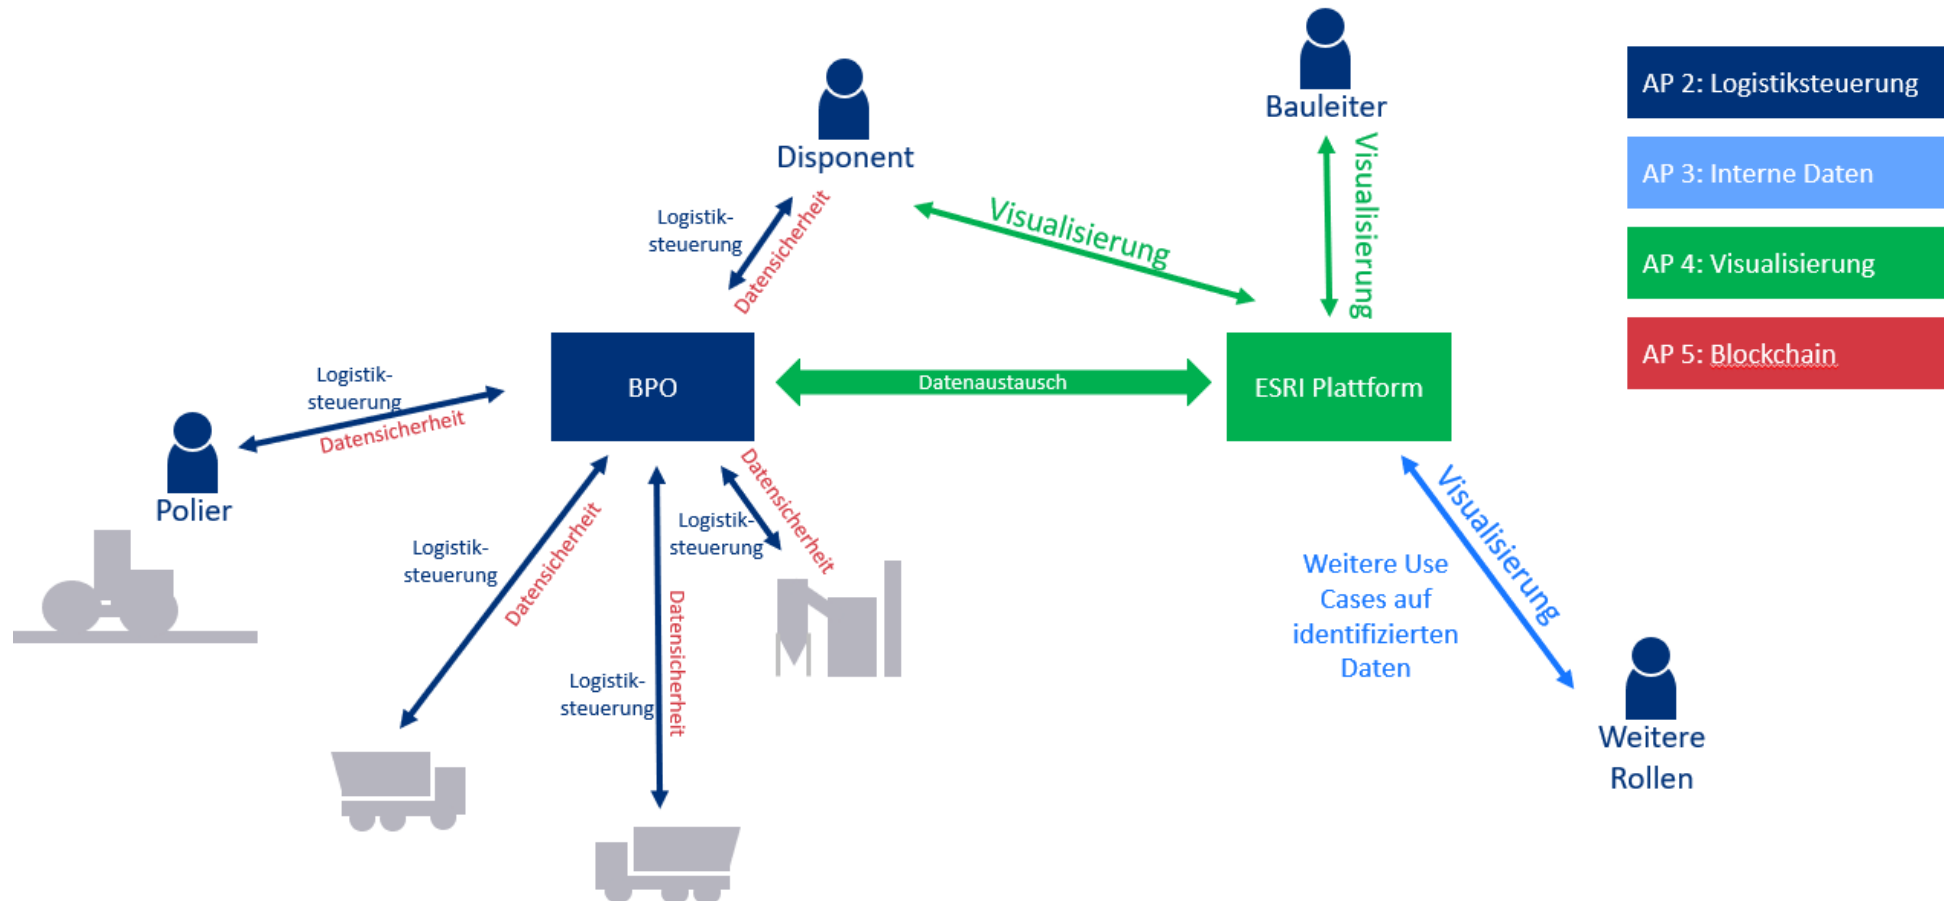 Bauleiter
AP 2: Logistiksteuerung
Disponent
AP 3: Interne Daten
Visualisierung
Logistik-
steuerung
Datensicherheit
Visualisierung
AP 4: Visualisierung
AP 5: Blockchain
BPO
Datenaustausch
ESRI Plattform
Logistik-
steuerung
Datensicherheit
Polier
Logistik-
steuerung
Datensicherheit
Logistik-
steuerung
Datensicherheit
Logistik-
steuerung
Datensicherheit
Visualisierung
Weitere Use
Cases auf
identifizierten
Daten
Weitere
Rollen